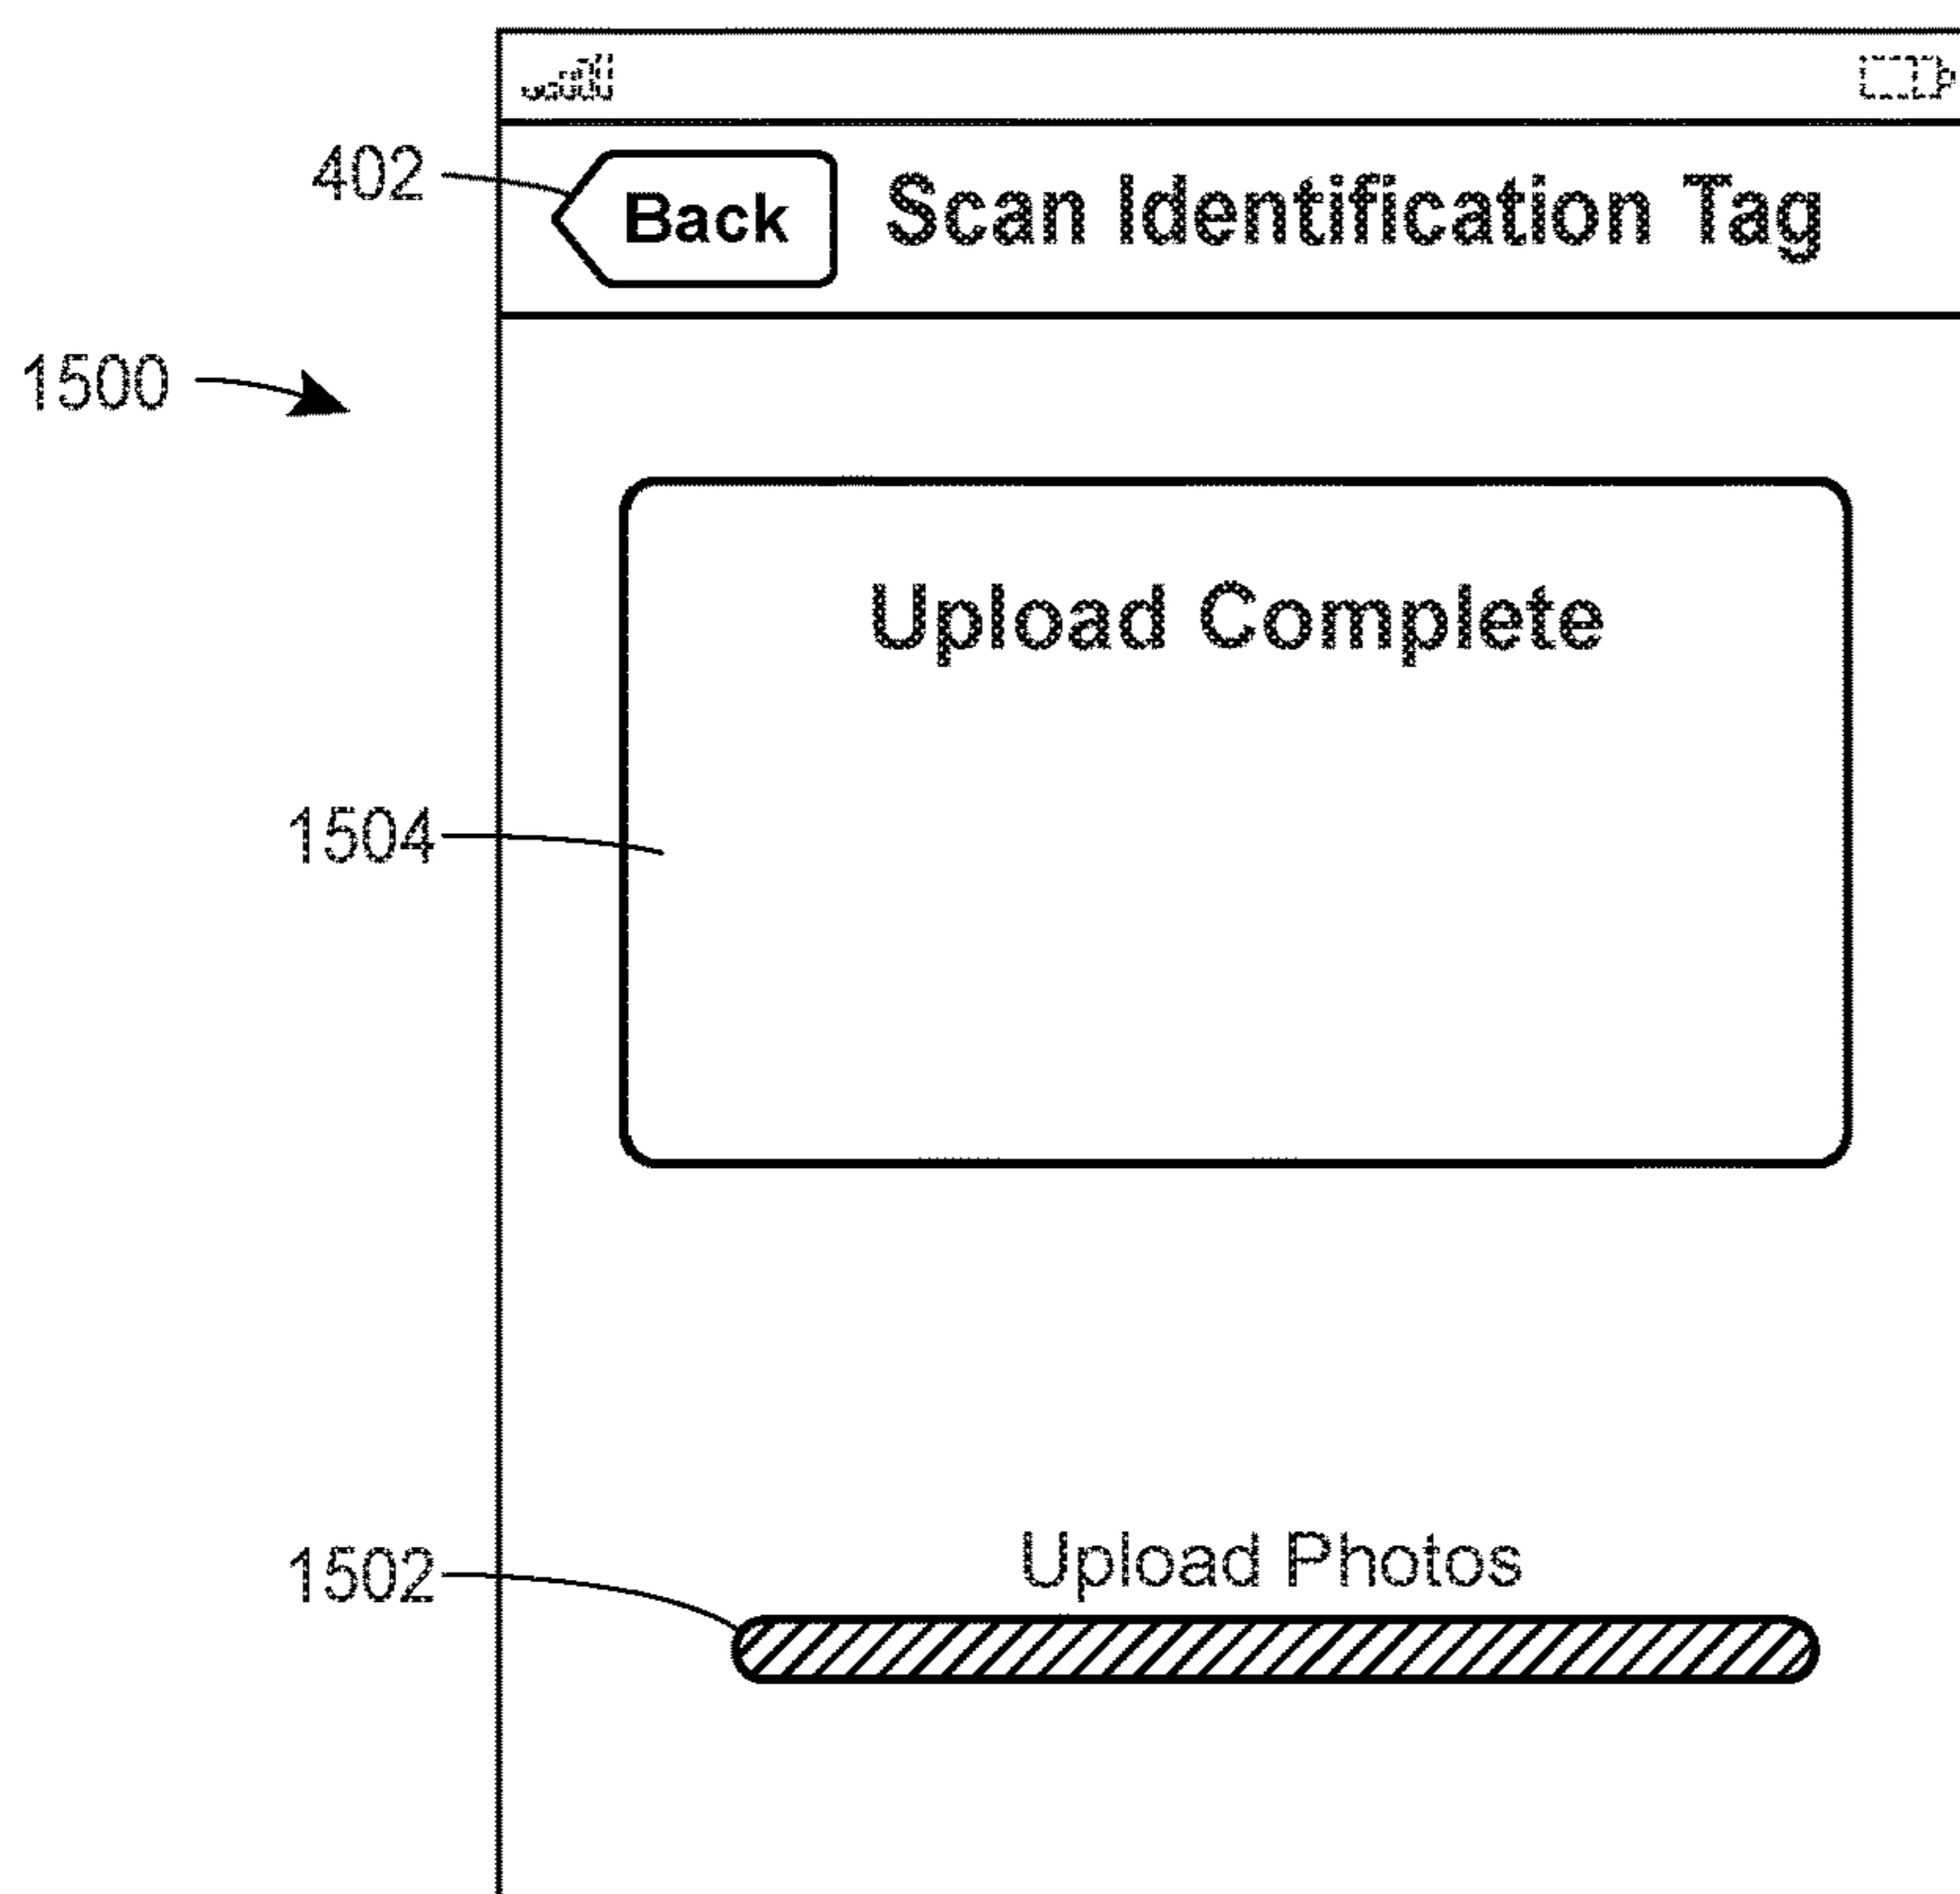 402
Back Scan Identification Tag
1500
Upload Complete
1504
Upload Photos
1502